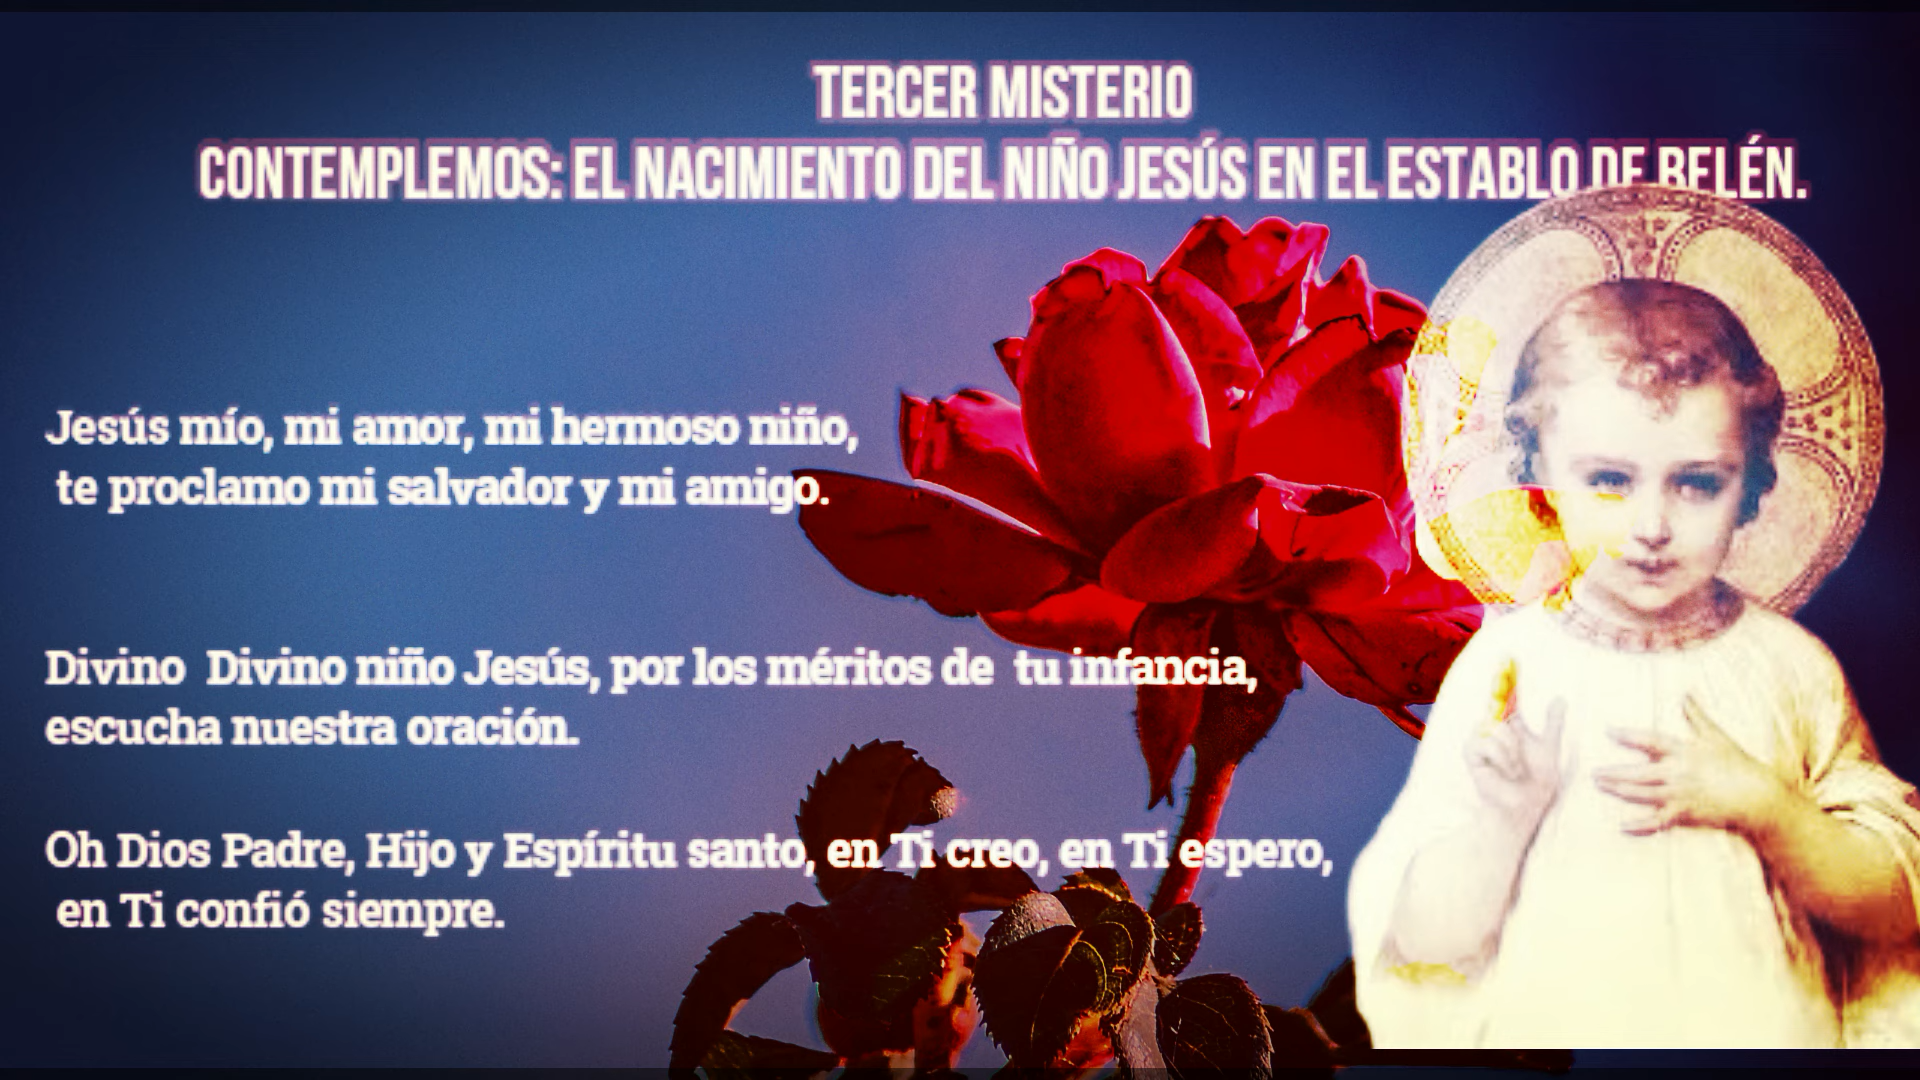 TERCER MISTERIO
CONTEMPLEMOS: EL NACIMIENTO DEL NIÑO JESÚS EN EL ESTABLO DE BELÉN.
Jesús mío, mi amor, mi hermoso niño,
te proclamo mi salvador y mi amigo.
Divino Divino niño Jesús, por los méritos de tu infancia,
escucha nuestra oración.
Oh Dios Padre, Hijo y Espíritu santo, en Ti creo, en Ti espero,
en Ti confió siempre.